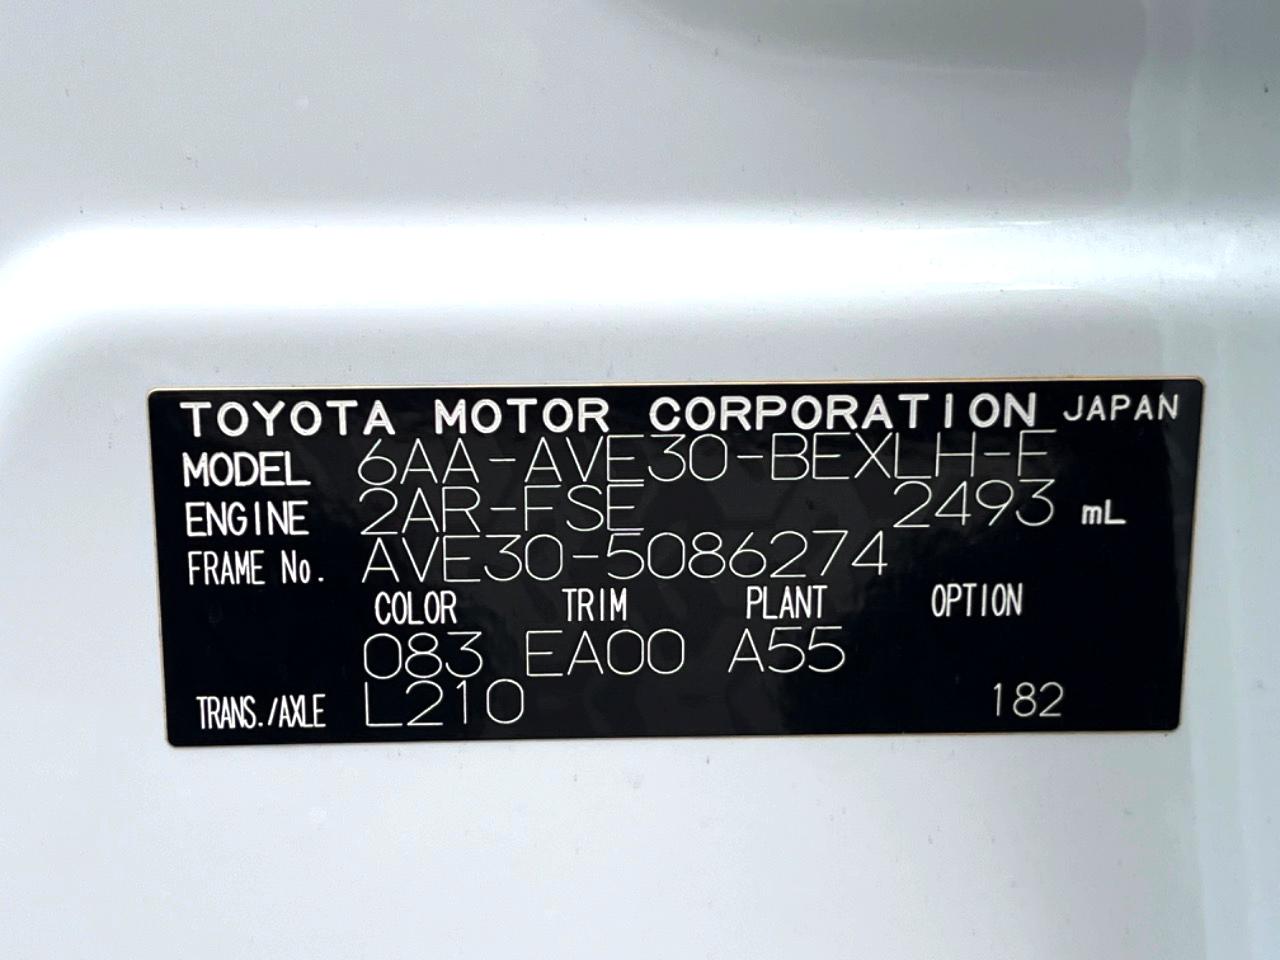 TOYOTA MOTOR CORPORATION JAPAN
MODEL 6AA-AVE30-BEXLH-F
ENGINE 2AR-FSE 2493 mL
FRAME No. AVE30-5086274
COLOR TRIM PLANT OPTION
083 EA00 A55
TRANS./AXLE L210 182